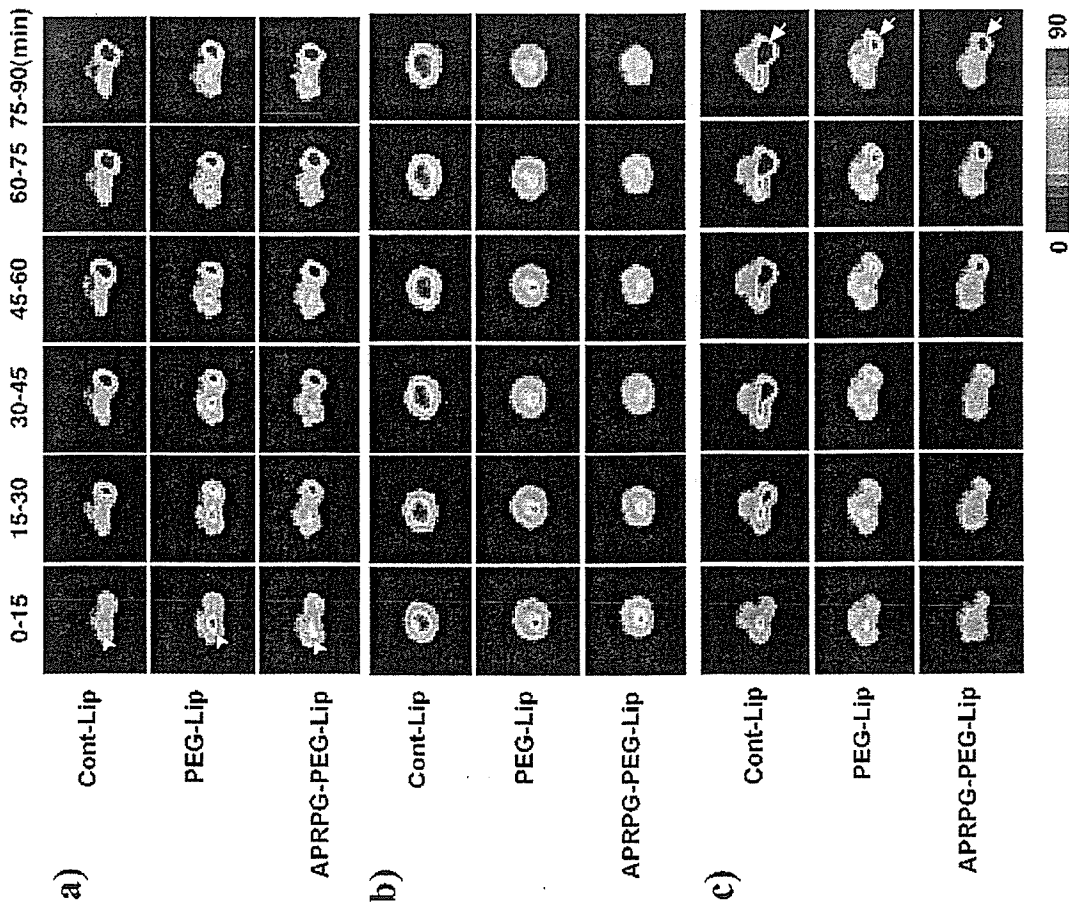 0-15 15-30 30-45 45-60 60-75 75-90(min)
a)
Cont-Lip
PEG-Lip
APRPG-PEG-Lip
b)
Cont-Lip
PEG-Lip
APRPG-PEG-Lip
c)
Cont-Lip
PEG-Lip
APRPG-PEG-Lip
0 90